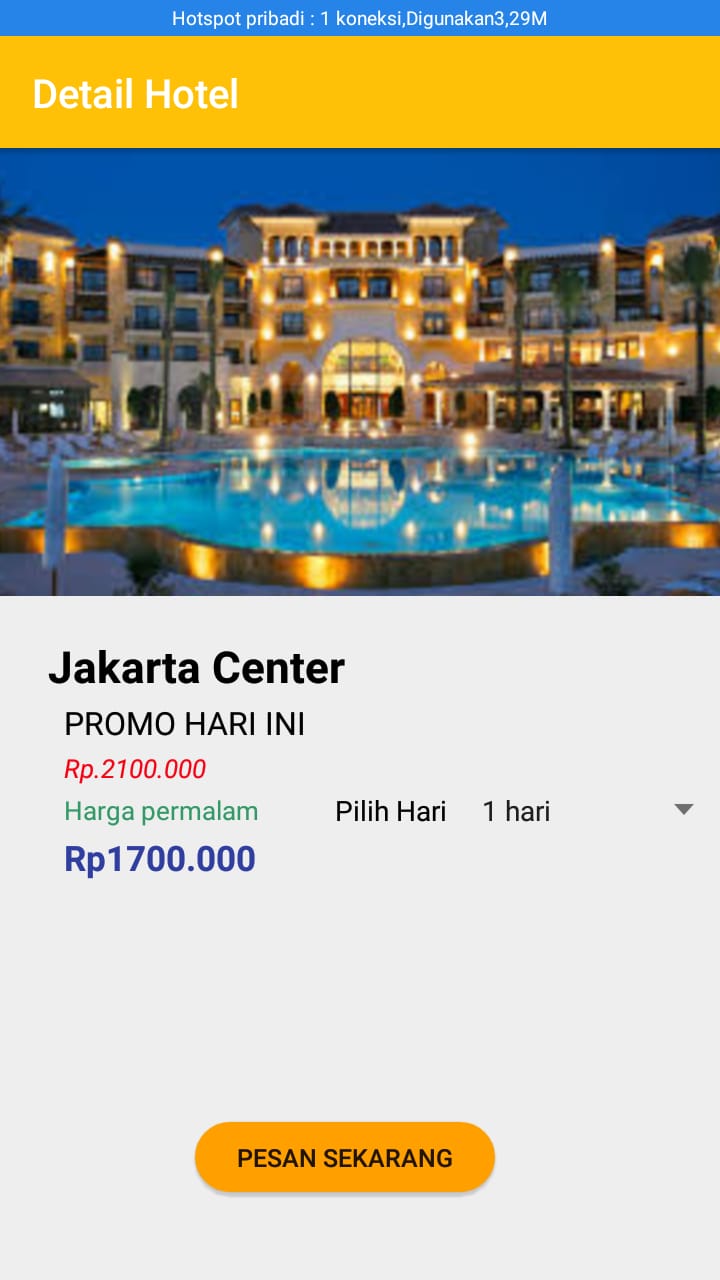 Hotspot pribadi : 1 koneksi,Digunakan3,29M
Detail Hotel
Jakarta Center
PROMO HARI INI
Rp.2100.000
Harga permalam Pilih Hari 1 hari
Rp1700.000
PESAN SEKARANG